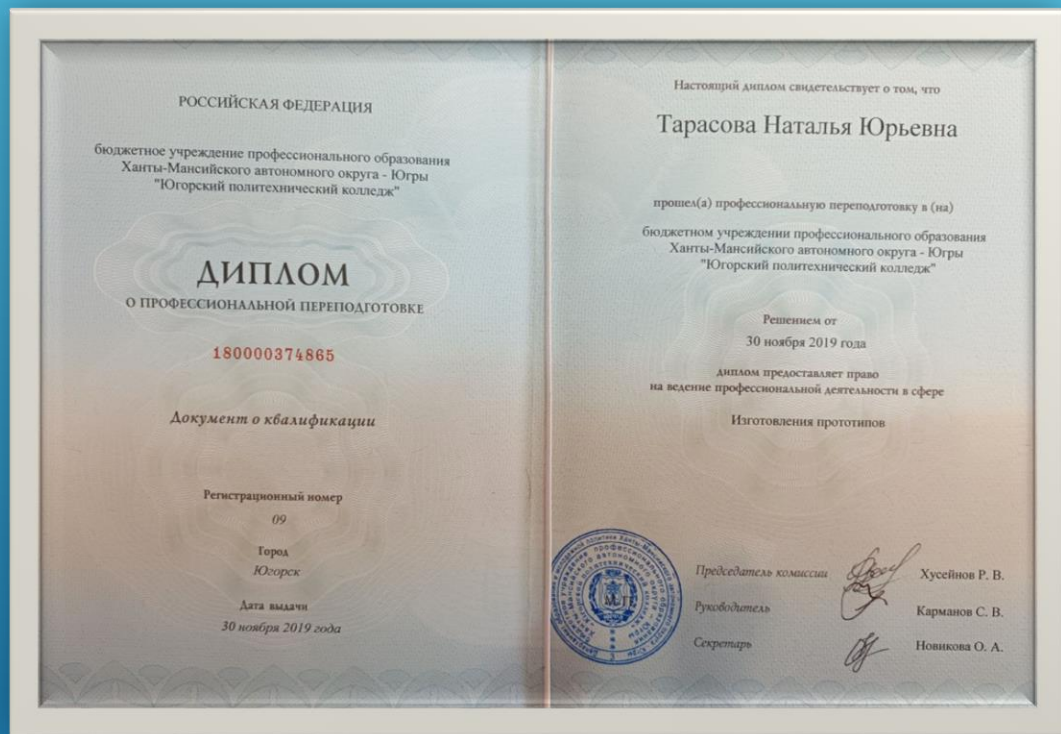 РОССИЙСКАЯ ФЕДЕРАЦИЯ
бюджетное учреждение профессионального образования
Ханты-Мансийского автономного округа - Югры
"Югорский политехнический колледж"
ДИПЛОМ
О ПРОФЕССИОНАЛЬНОЙ ПЕРЕПОДГОТОВКЕ
180000374865
Документ о квалификации
Регистрационный номер
09
Город
Югорск
Дата выдачи
30 ноября 2019 года
Настоящий диплом свидетельствует о том, что
Тарасова Наталья Юрьевна
прошел(а) профессиональную переподготовку в (на)
бюджетном учреждении профессионального образования
Ханты-Мансийского автономного округа - Югры
"Югорский политехнический колледж"
Решением от
30 ноября 2019 года
диплом предоставляет право
на ведение профессиональной деятельности в сфере
Изготовления прототипов
М.П.
Председатель комиссии Хусейнов Р. В.
Руководитель Карманов С. В.
Секретарь Новикова О. А.